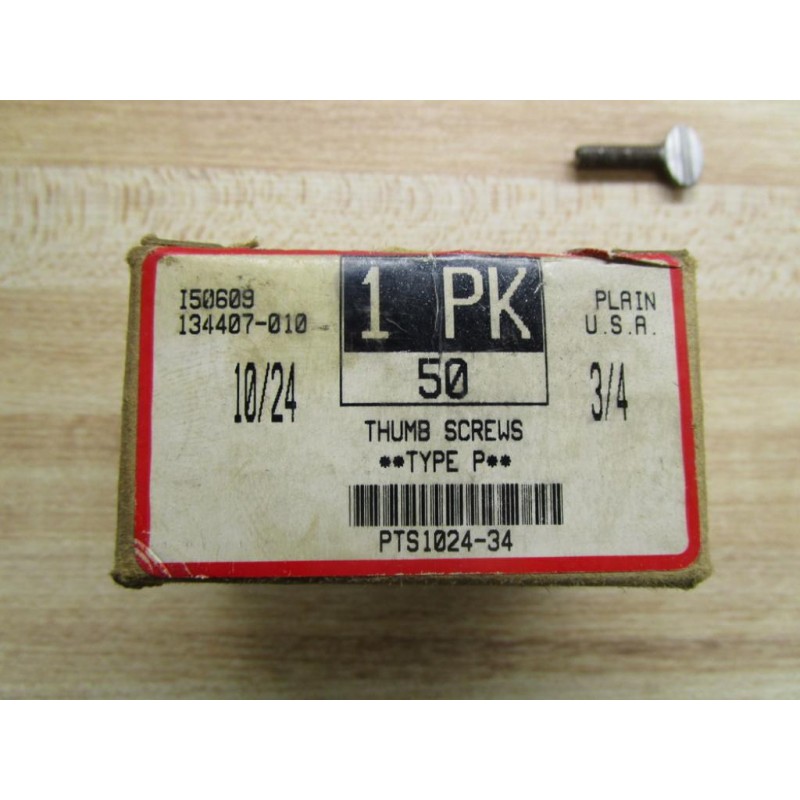 I50609
134407-010
1 PK
PLAIN
U.S.A.
10/24
50
3/4
THUMB SCREWS
**TYPE P**
PTS1024-34